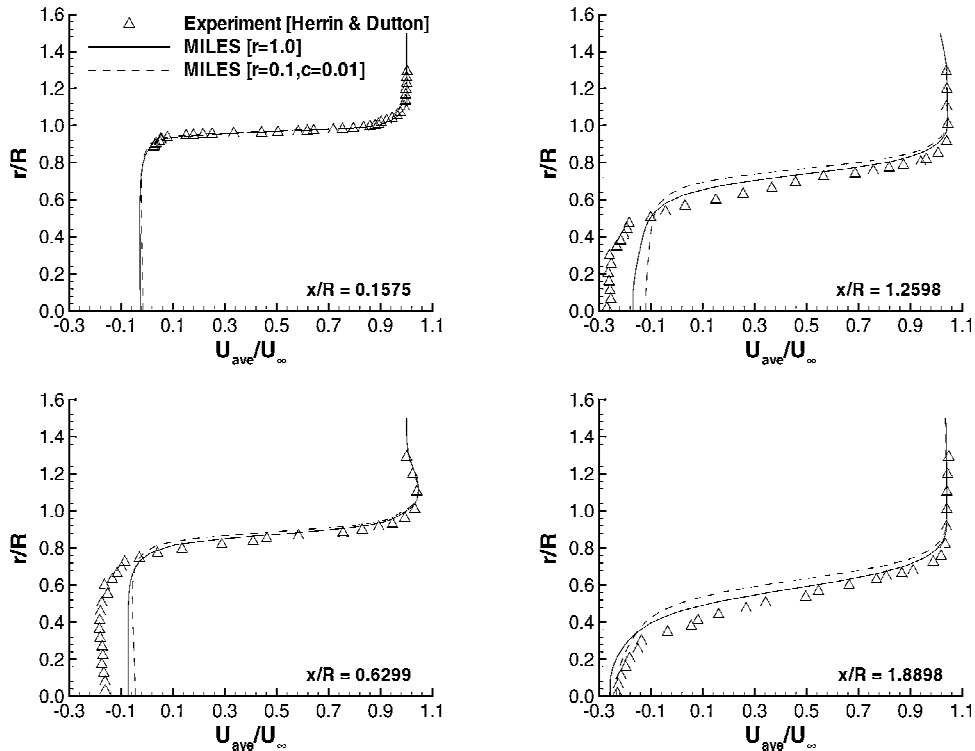 Experiment [Herrin & Dutton]
MILES [r=1.0]
MILES [r=0.1,c=0.01]
r/R
1.6
1.4
1.2
1.0
0.8
0.6
0.4
0.2
0.0
x/R = 0.1575
-0.3 -0.1 0.1 0.3 0.5 0.7 0.9 1.1
Uave/U∞
r/R
1.6
1.4
1.2
1.0
0.8
0.6
0.4
0.2
0.0
x/R = 1.2598
-0.3 -0.1 0.1 0.3 0.5 0.7 0.9 1.1
Uave/U∞
r/R
1.6
1.4
1.2
1.0
0.8
0.6
0.4
0.2
0.0
x/R = 0.6299
-0.3 -0.1 0.1 0.3 0.5 0.7 0.9 1.1
Uave/U∞
r/R
1.6
1.4
1.2
1.0
0.8
0.6
0.4
0.2
0.0
x/R = 1.8898
-0.3 -0.1 0.1 0.3 0.5 0.7 0.9 1.1
Uave/U∞